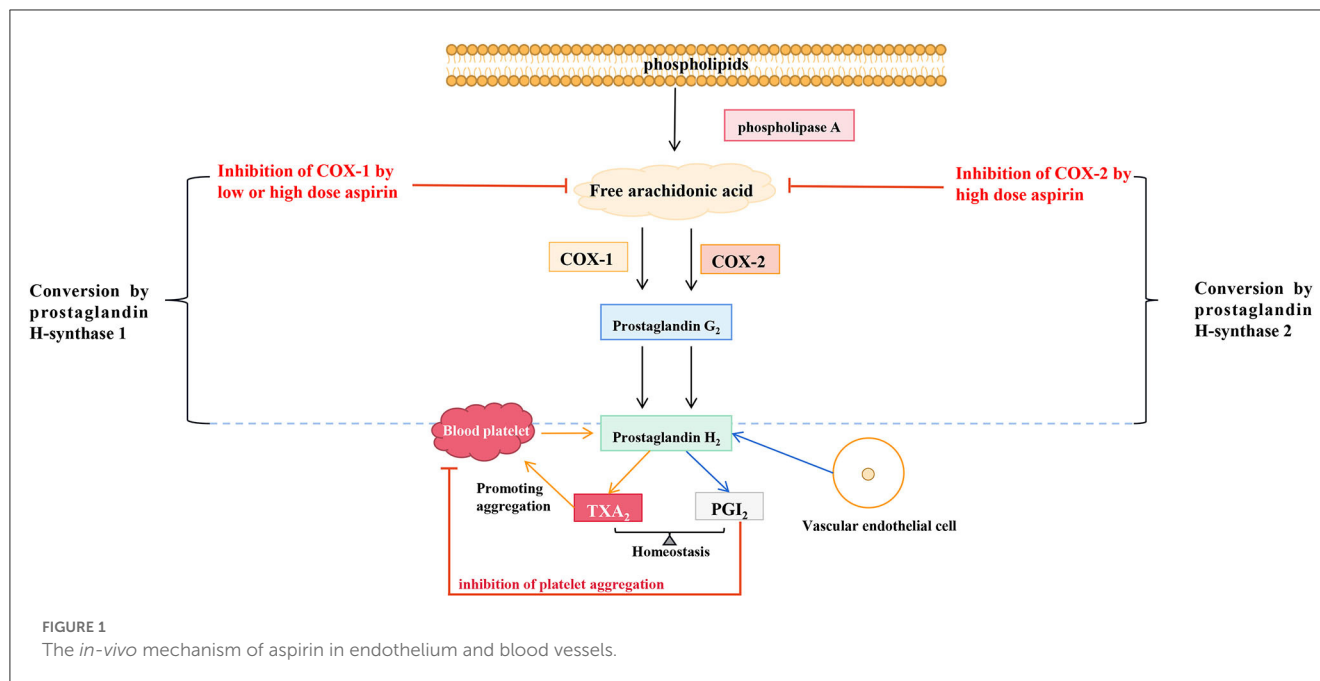 phospholipids
phospholipase A
Inhibition of COX-1 by
low or high dose aspirin
Free arachidonic acid
Inhibition of COX-2 by
high dose aspirin
COX-1
COX-2
Conversion by
prostaglandin
H-synthase 1
Prostaglandin G₂
Conversion by
prostaglandin
H-synthase 2
Blood platelet
Prostaglandin H₂
Promoting
aggregation
TXA₂
PGI₂
Vascular endothelial cell
Homeostasis
inhibition of platelet aggregation
FIGURE 1
The in-vivo mechanism of aspirin in endothelium and blood vessels.